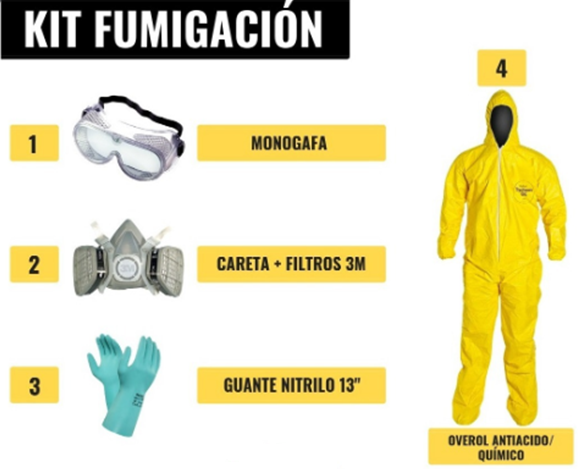 KIT FUMIGACIÓN
1
MONOGAFA
2
CARETA + FILTROS 3M
3
GUANTE NITRILO 13"
4
OVEROL ANTIACIDO/
QUÍMICO